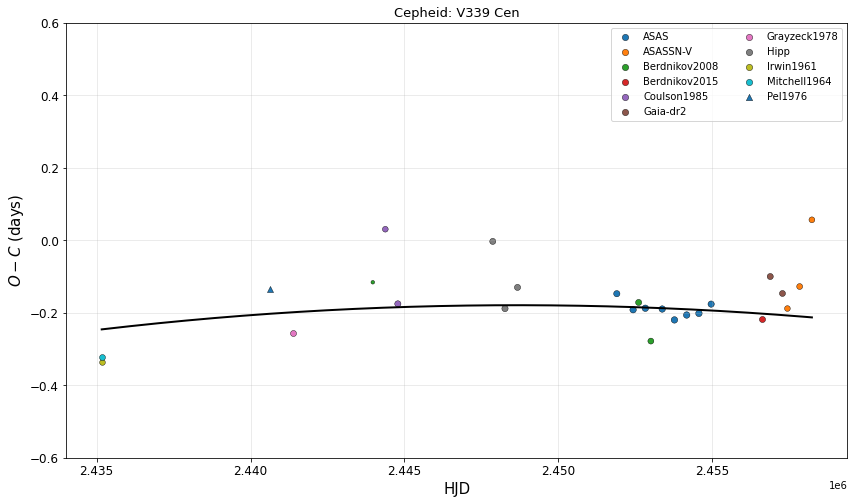 Cepheid: V339 Cen
O − C (days)
0.6
0.4
0.2
0.0
−0.2
−0.4
−0.6
ASAS
ASASSN-V
Berdnikov2008
Berdnikov2015
Coulson1985
Gaia-dr2
Grayzeck1978
Hipp
Irwin1961
Mitchell1964
Pel1976
2.435 2.440 2.445 2.450 2.455
1e6
HJD